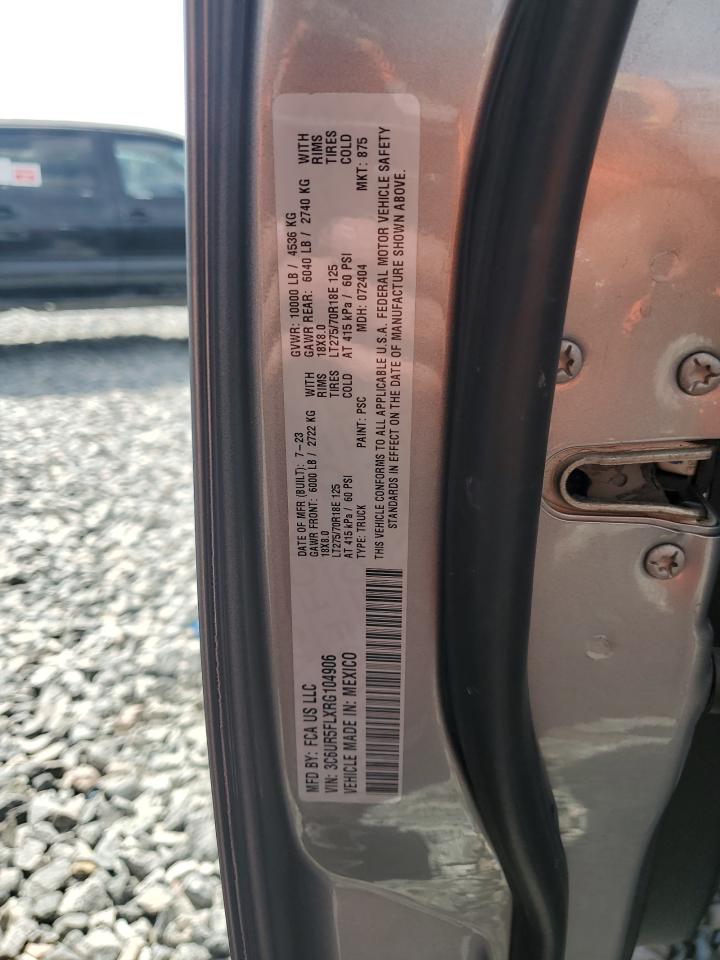 MFD BY: FCA US LLC
VIN: 3C6UR5FLXRG104906
VEHICLE MADE IN: MEXICO
DATE OF MFR (BUILT): 7-23 GVWR: 10000 LB / 4536 KG
GAWR FRONT: 6000 LB / 2722 KG WITH GAWR REAR: 6040 LB / 2740 KG WITH
18X8.0 RIMS 18X8.0 RIMS
LT275/70R18E 125 TIRES LT275/70R18E 125 TIRES
AT 415 kPa / 60 PSI COLD AT 415 kPa / 60 PSI COLD
TYPE: TRUCK PAINT: PSC MDH: 072404 MKT: 875
THIS VEHICLE CONFORMS TO ALL APPLICABLE U.S.A. FEDERAL MOTOR VEHICLE SAFETY
STANDARDS IN EFFECT ON THE DATE OF MANUFACTURE SHOWN ABOVE.